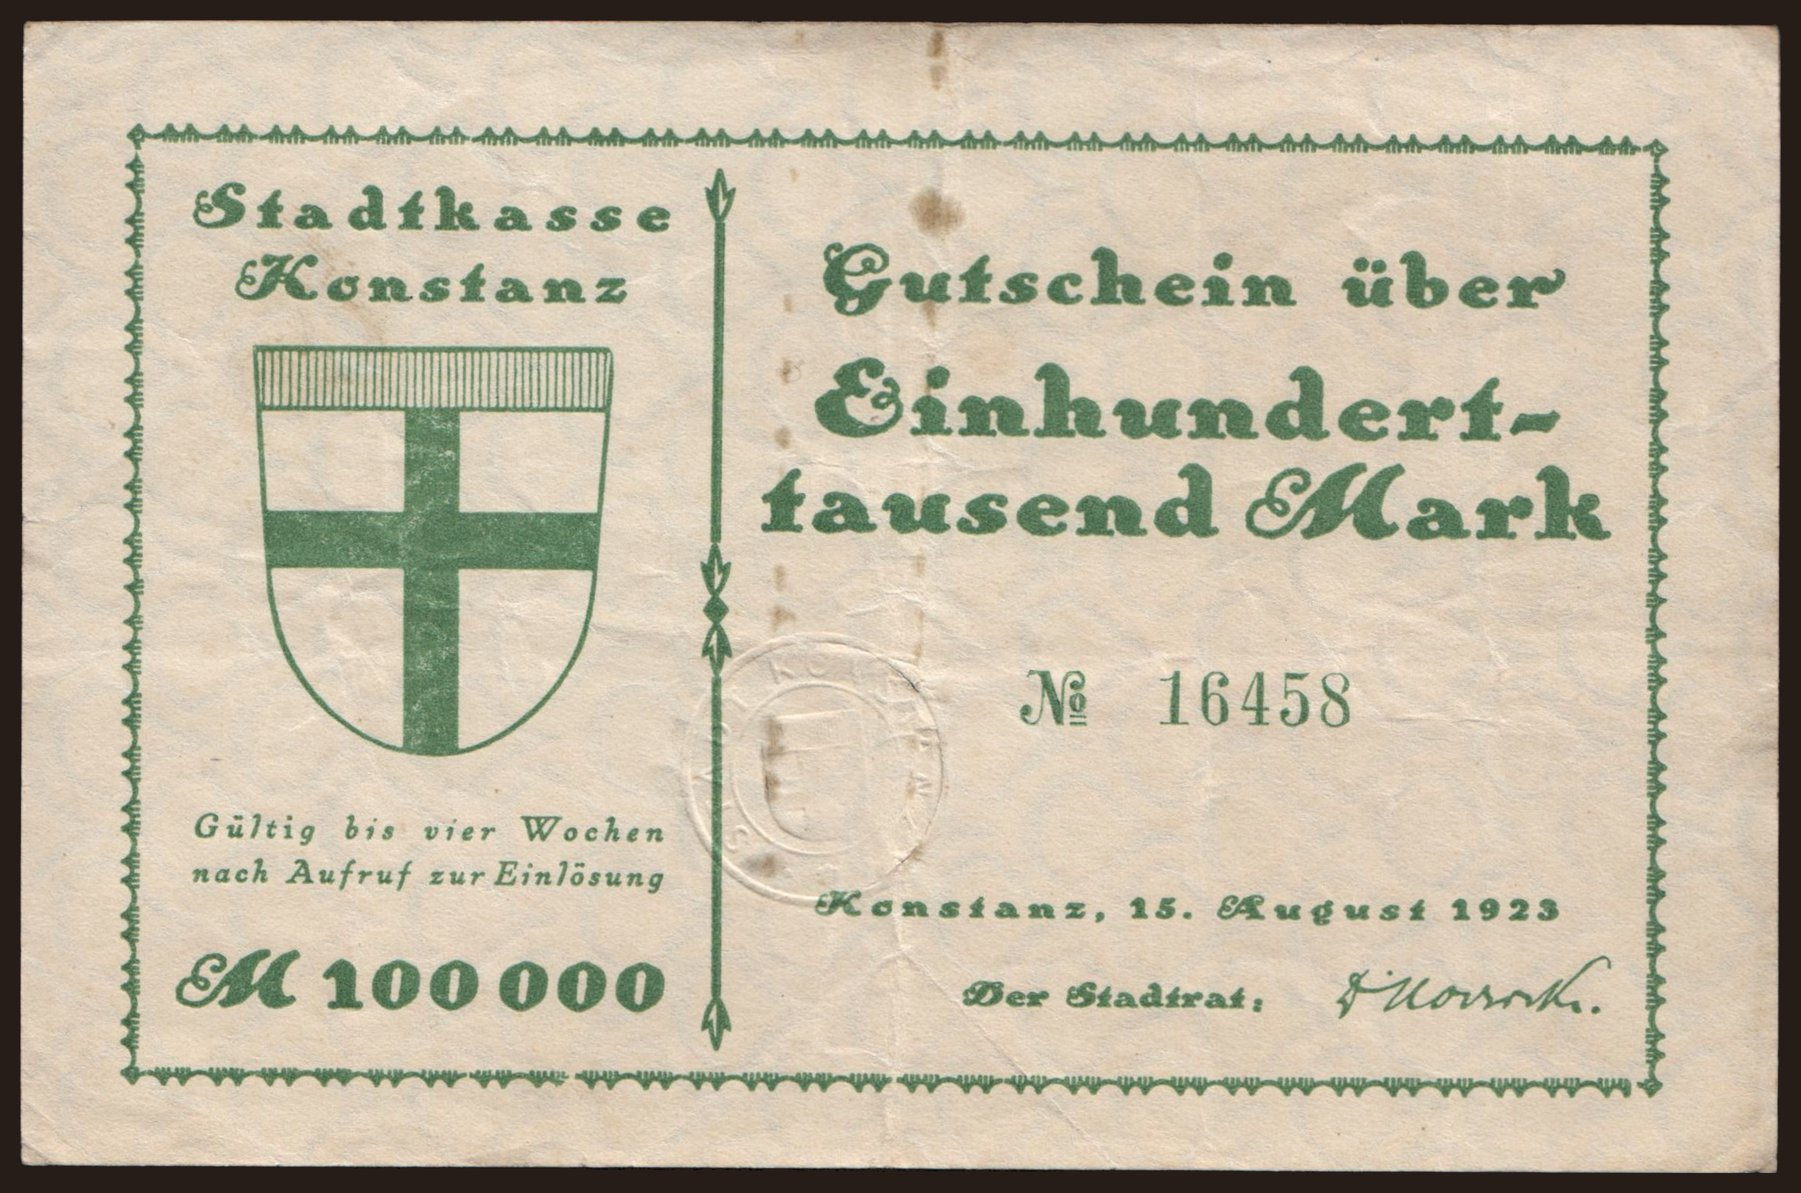 Stadtkasse
Konstanz
Gültig bis vier Wochen
nach Aufruf zur Einlösung
M 100 000
Gutschein über
Einhundert-
tausend Mark
№ 16458
Konstanz, 15. August 1923
Der Stadtrat: